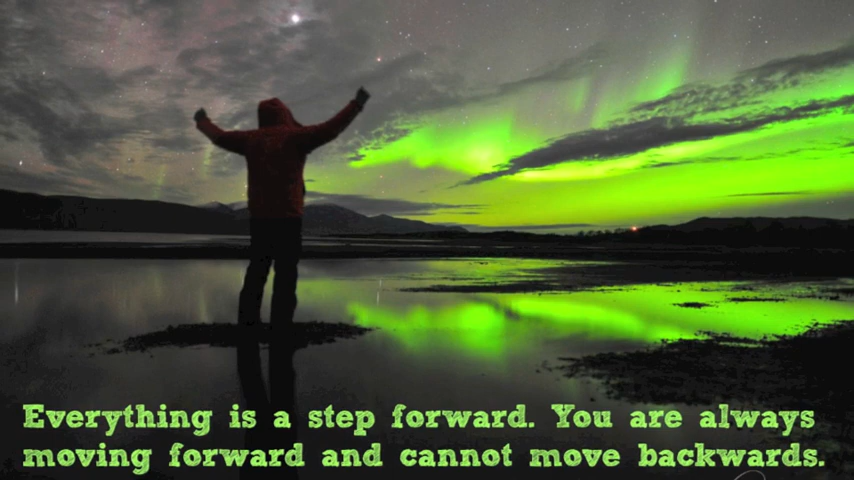 Everything is a step forward. You are always
moving forward and cannot move backwards.